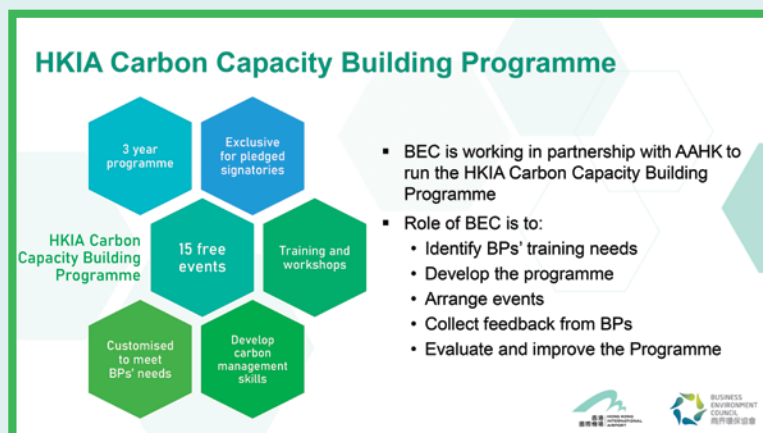 HKIA Carbon Capacity Building Programme
3 year
programme
Exclusive
for pledged
signatories
HKIA Carbon
Capacity Building
Programme
15 free
events
Training and
workshops
Customised
to meet
BPs' needs
Develop
carbon
management
skills
▪ BEC is working in partnership with AAHK to
run the HKIA Carbon Capacity Building
Programme
▪ Role of BEC is to:
• Identify BPs' training needs
• Develop the programme
• Arrange events
• Collect feedback from BPs
• Evaluate and improve the Programme
香港
國際機場
HONG KONG
INTERNATIONAL
AIRPORT
BUSINESS
ENVIRONMENT
COUNCIL
商界環保協會